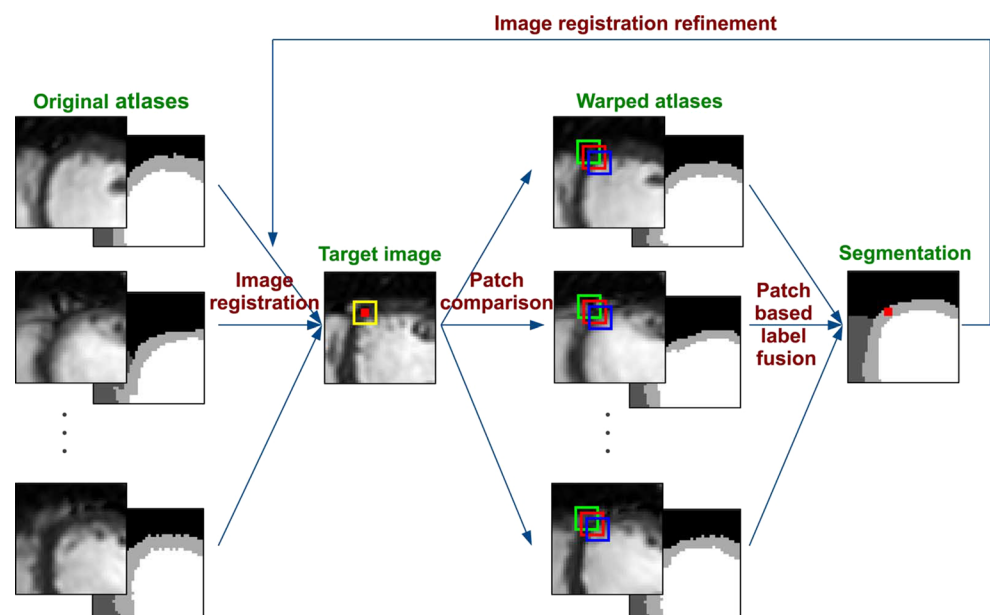 Image registration refinement
Original atlases
Warped atlases
Target image
Segmentation
Image
registration
Patch
comparison
Patch
based
label
fusion